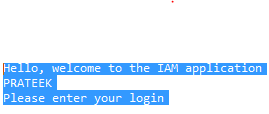 Hello, welcome to the IAM application
PRATEEK
Please enter your login